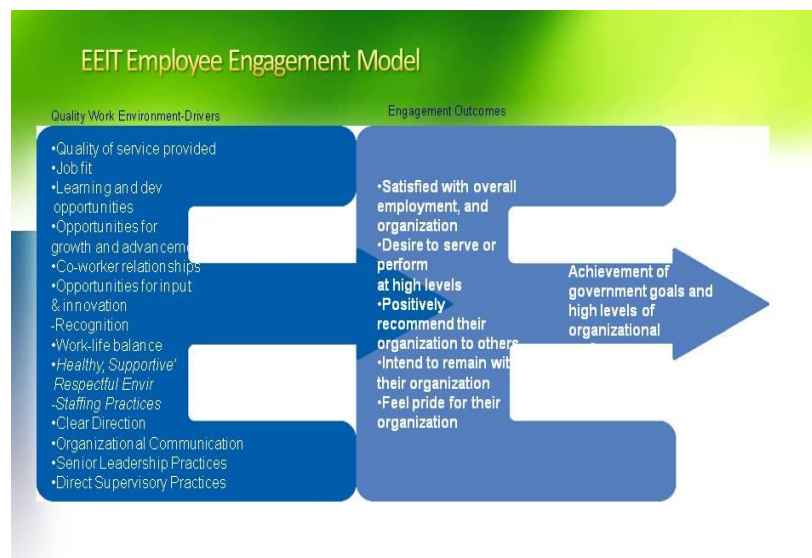 EEIT Employee Engagement Model
Quality Work Environment-Drivers
•Quality of service provided
•Job fit
•Learning and dev
opportunities
•Opportunities for
growth and advanceme
•Co-worker relationships
•Opportunities for input
& innovation
-Recognition
•Work-life balance
•Healthy, Supportive'
Respectful Envir
-Staffing Practices
•Clear Direction
•Organizational Communication
•Senior Leadership Practices
•Direct Supervisory Practices
Engagement Outcomes
•Satisfied with overall
employment, and
organization
•Desire to serve or
perform
at high levels
•Positively
recommend their
organization to others
•Intend to remain wit
their organization
•Feel pride for their
organization
Achievement of
government goals and
high levels of
organizational